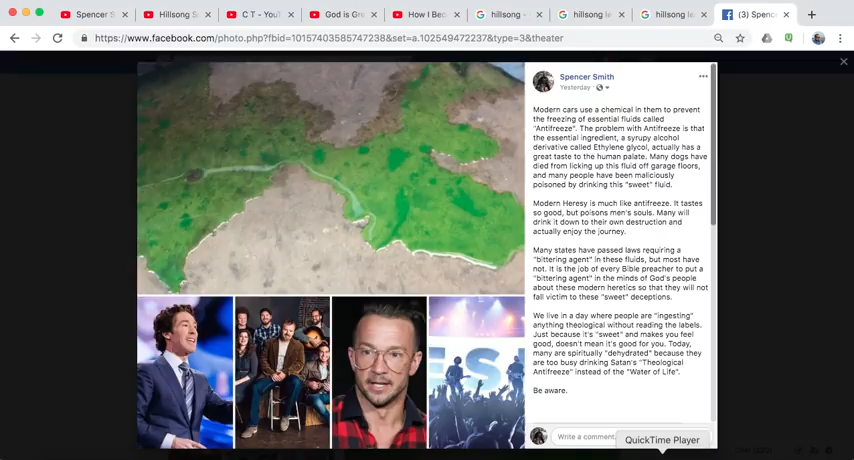 Spencer S
Hillsong S
C T - YouT
God is Gre
How I Bec
hillsong -
hillsong le
hillsong le
(3) Spenc
https://www.facebook.com/photo.php?fbid=10157403585747238&set=a.102549472237&type=3&theater
Spencer Smith
Yesterday
Modern cars use a chemical in them to prevent
the freezing of essential fluids called
"Antifreeze". The problem with Antifreeze is that
the essential ingredient, a syrupy alcohol
derivative called Ethylene glycol, actually has a
great taste to the human palate. Many dogs have
died from licking up this fluid off garage floors,
and many people have been maliciously
poisoned by drinking this "sweet" fluid.
Modern Heresy is much like antifreeze. It tastes
so good, but poisons men's souls. Many will
drink it down to their own destruction and
actually enjoy the journey.
Many states have passed laws requiring a
"bittering agent" in these fluids, but most have
not. It is the job of every Bible preacher to put a
"bittering agent" in the minds of God's people
about these modern heretics so that they will not
fall victim to these "sweet" deceptions.
We live in a day where people are "ingesting"
anything theological without reading the labels.
Just because it's "sweet" and makes you feel
good, doesn't mean it's good for you. Today,
many are spiritually "dehydrated" because they
are too busy drinking Satan's "Theological
Antifreeze" instead of the "Water of Life".
Be aware.
Write a comment
QuickTime Player